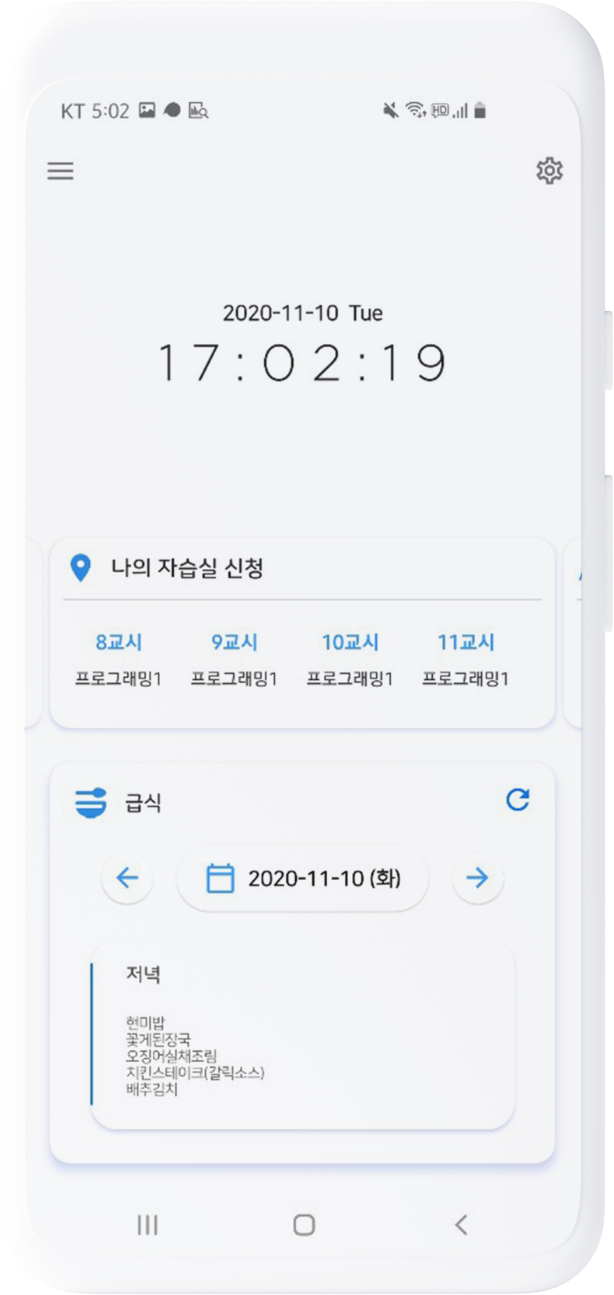 KT 5:02
HD
2020-11-10 Tue
17:02:19
나의 자습실 신청
8교시 9교시 10교시 11교시
프로그래밍1 프로그래밍1 프로그래밍1 프로그래밍1
급식
2020-11-10 (화)
저녁
현미밥
꽃게된장국
오징어실채조림
치킨스테이크(갈릭소스)
배추김치